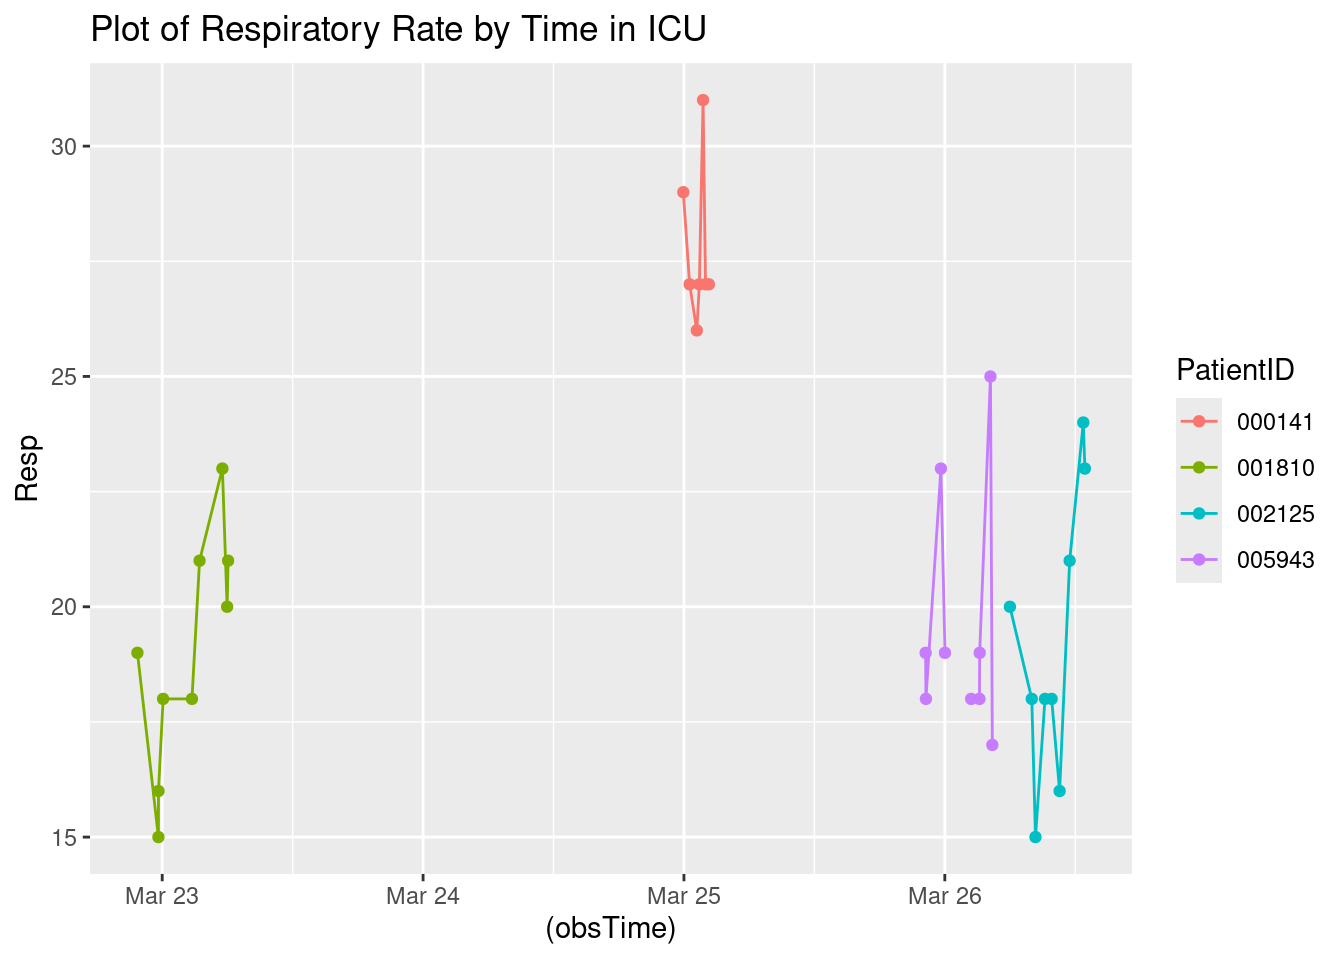 Plot of Respiratory Rate by Time in ICU
30
25
20
15
Resp
Mar 23
Mar 24
Mar 25
Mar 26
(obsTime)
PatientID
000141
001810
002125
005943